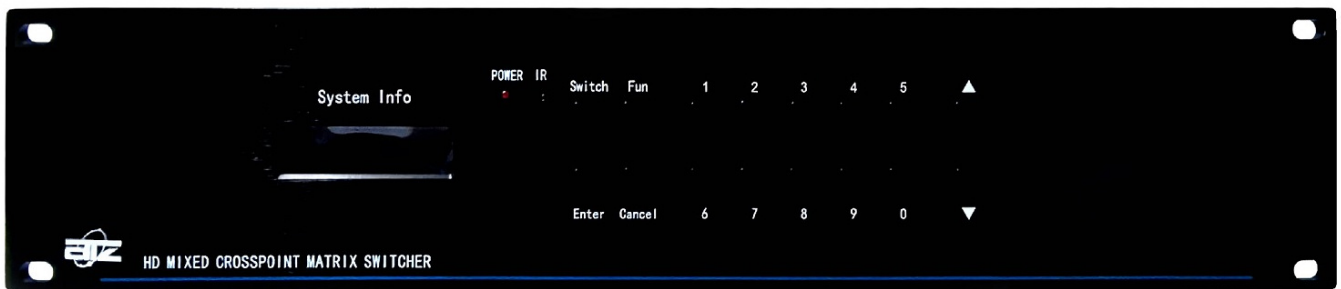 POWER IR
Switch Fun 1 2 3 4 5 ▲
System Info
Enter Cancel 6 7 8 9 0 ▼
HD MIXED CROSSPOINT MATRIX SWITCHER